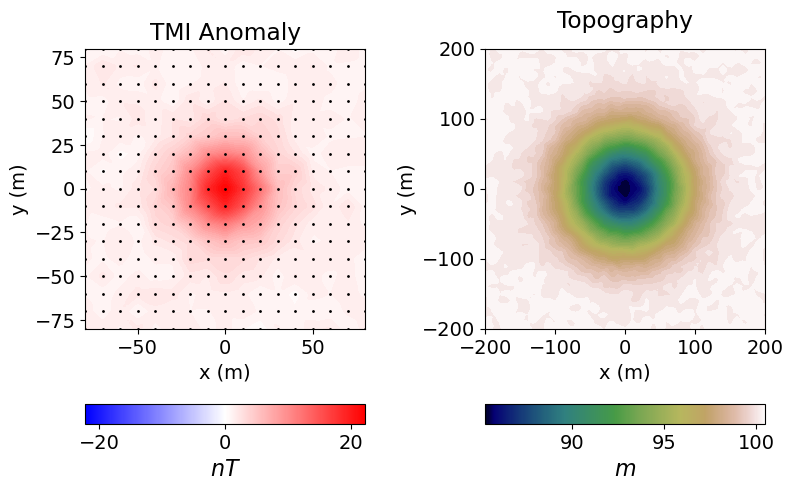 TMI Anomaly
75
50
25
0
−25
−50
−75
y (m)
−50 0 50
x (m)
−20 0 20
nT
Topography
200
100
0
−100
−200
y (m)
−200 −100 0 100 200
x (m)
90 95 100
m